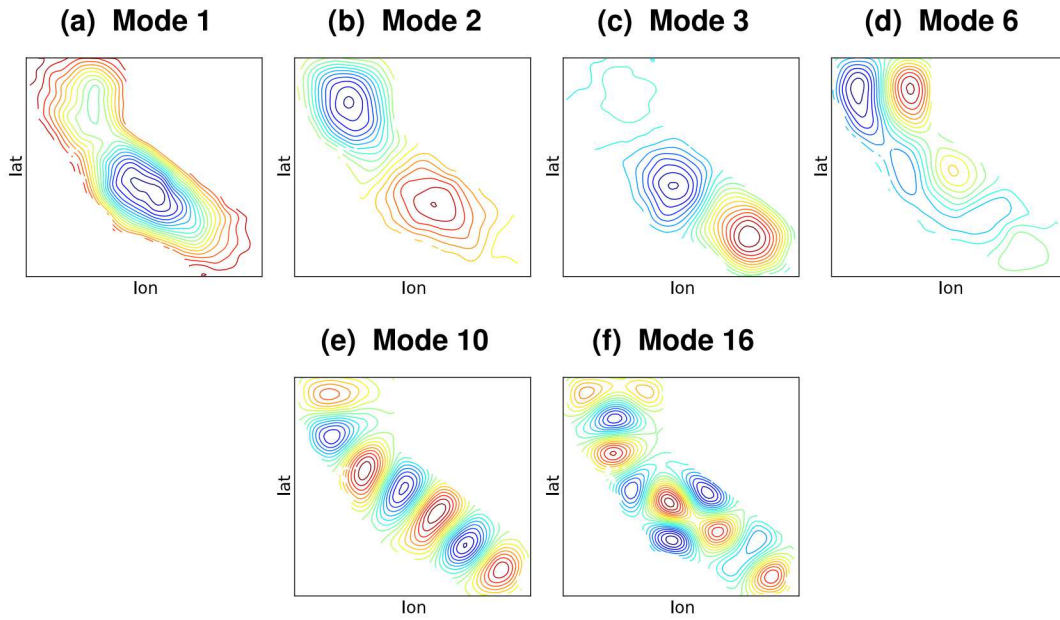 (a) Mode 1
(b) Mode 2
(c) Mode 3
(d) Mode 6
lat
lon
lat
lon
lat
lon
lat
lon
(e) Mode 10
(f) Mode 16
lat
lon
lat
lon